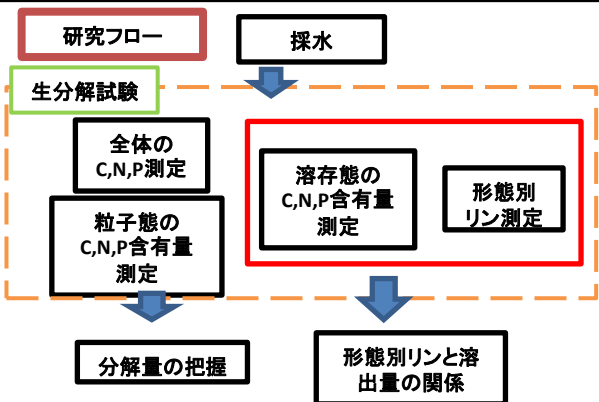 研究フロー
採水
生分解試験
全体の
C,N,P測定
粒子態の
C,N,P含有量
測定
溶存態の
C,N,P含有量
測定
形態別
リン測定
分解量の把握
形態別リンと溶
出量の関係